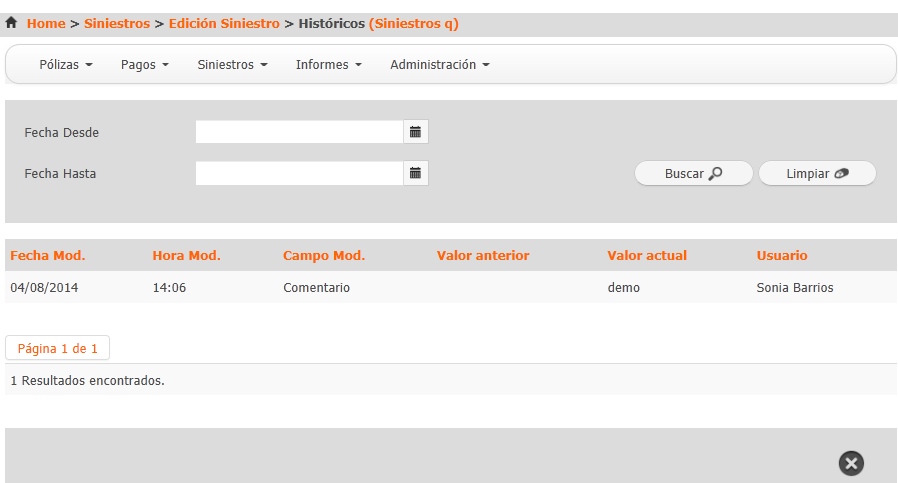 Home > Siniestros > Edición Siniestro > Históricos (Siniestros q)
Pólizas Pagos Siniestros Informes Administración
Fecha Desde
Fecha Hasta Buscar Limpiar
Fecha Mod. Hora Mod. Campo Mod. Valor anterior Valor actual Usuario
04/08/2014 14:06 Comentario demo Sonia Barrios
Página 1 de 1
1 Resultados encontrados.